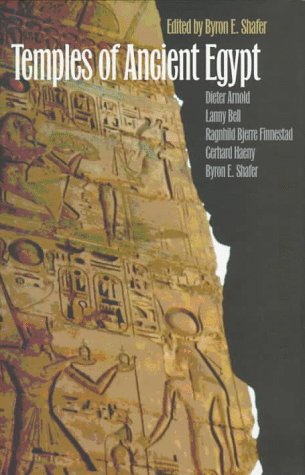 Edited by Byron E. Shafer
Temples of Ancient Egypt
Dieter Arnold
Lanny Bell
Ragnhild Bjerre Finnestad
Gerhard Haeny
Byron E. Shafer